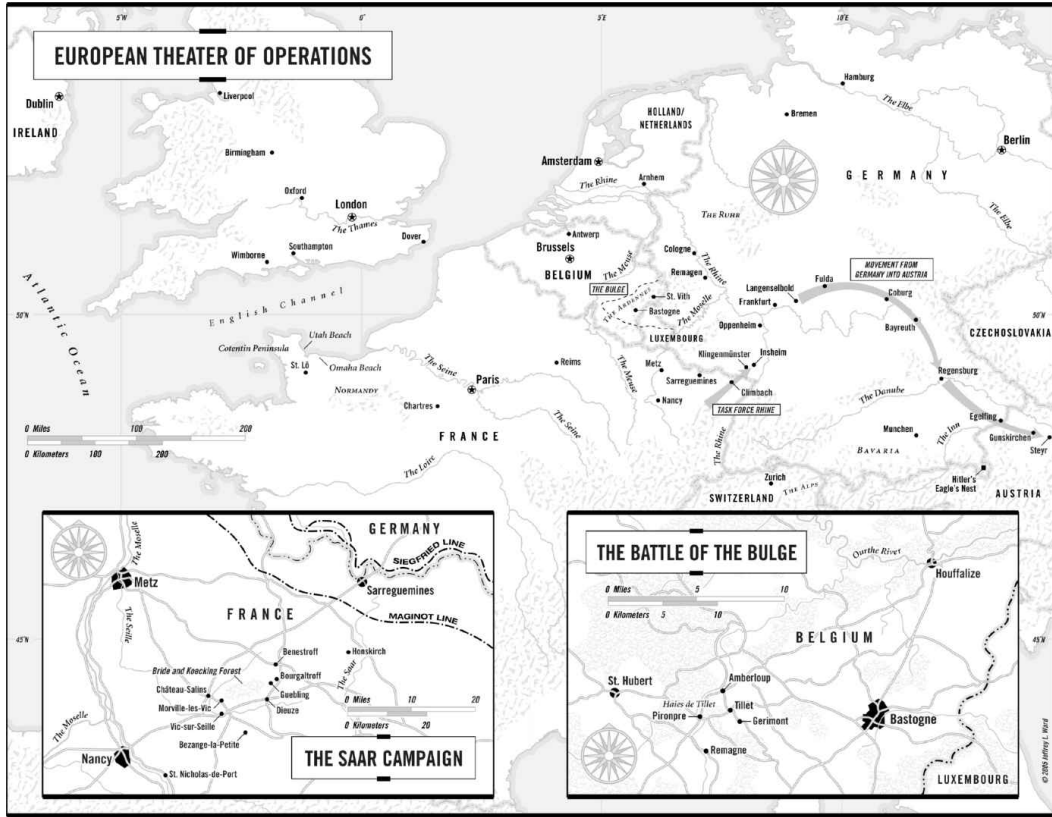 5°W
0°
5°E
10°E
EUROPEAN THEATER OF OPERATIONS
Dublin
IRELAND
Liverpool
Birmingham
Oxford
London
The Thames
Dover
Southampton
Wimborne
Atlantic Ocean
English Channel
50°N
Cotentin Peninsula
Utah Beach
Omaha Beach
St. Lô
NORMANDY
Chartres
The Seine
Paris
Reims
The Seine
FRANCE
The Loire
0 Miles 100 200
0 Kilometers 100 200
HOLLAND/
NETHERLANDS
Amsterdam
The Rhine
Arnhem
Antwerp
Brussels
BELGIUM
The Meuse
THE BULGE
THE ARDENNES
St. Vith
Bastogne
The Moselle
LUXEMBOURG
The Meuse
Metz
Nancy
Sarreguemines
Hamburg
The Elbe
Bremen
Berlin
GERMANY
The Elbe
THE RUHR
Cologne
The Rhine
Remagen
Langenselbold
Frankfurt
Oppenheim
Klingenmünster
Insheim
Climbach
TASK FORCE RHINE
The Rhine
MOVEMENT FROM
GERMANY INTO AUSTRIA
Fulda
Coburg
Bayreuth
50°N
CZECHOSLOVAKIA
Regensburg
The Danube
Egelfing
The Inn
Gunskirchen
Steyr
Munchen
BAVARIA
Hitler's
Eagle's Nest
AUSTRIA
Zurich
THE ALPS
SWITZERLAND
45°N
45°N
The Moselle
Metz
The Seille
GERMANY
SIEGFRIED LINE
Sarreguemines
FRANCE
MAGINOT LINE
Benestroff
Honskirch
The Saar
Bride and Koecking Forest
Bourgaltroff
Château-Salins
Guebling
Morville-les-Vic
Dieuze
Vic-sur-Seille
Bezange-la-Petite
The Moselle
Nancy
St. Nicholas-de-Port
0 Miles 10 20
0 Kilometers 20
THE SAAR CAMPAIGN
THE BATTLE OF THE BULGE
0 Miles 5 10
0 Kilometers 5 10
Ourthe River
Houffalize
BELGIUM
St. Hubert
Amberloup
Haies de Tillet
Tillet
Pironpre
Gerimont
Bastogne
Remagne
LUXEMBOURG
© 2005 Jeffrey L. Ward